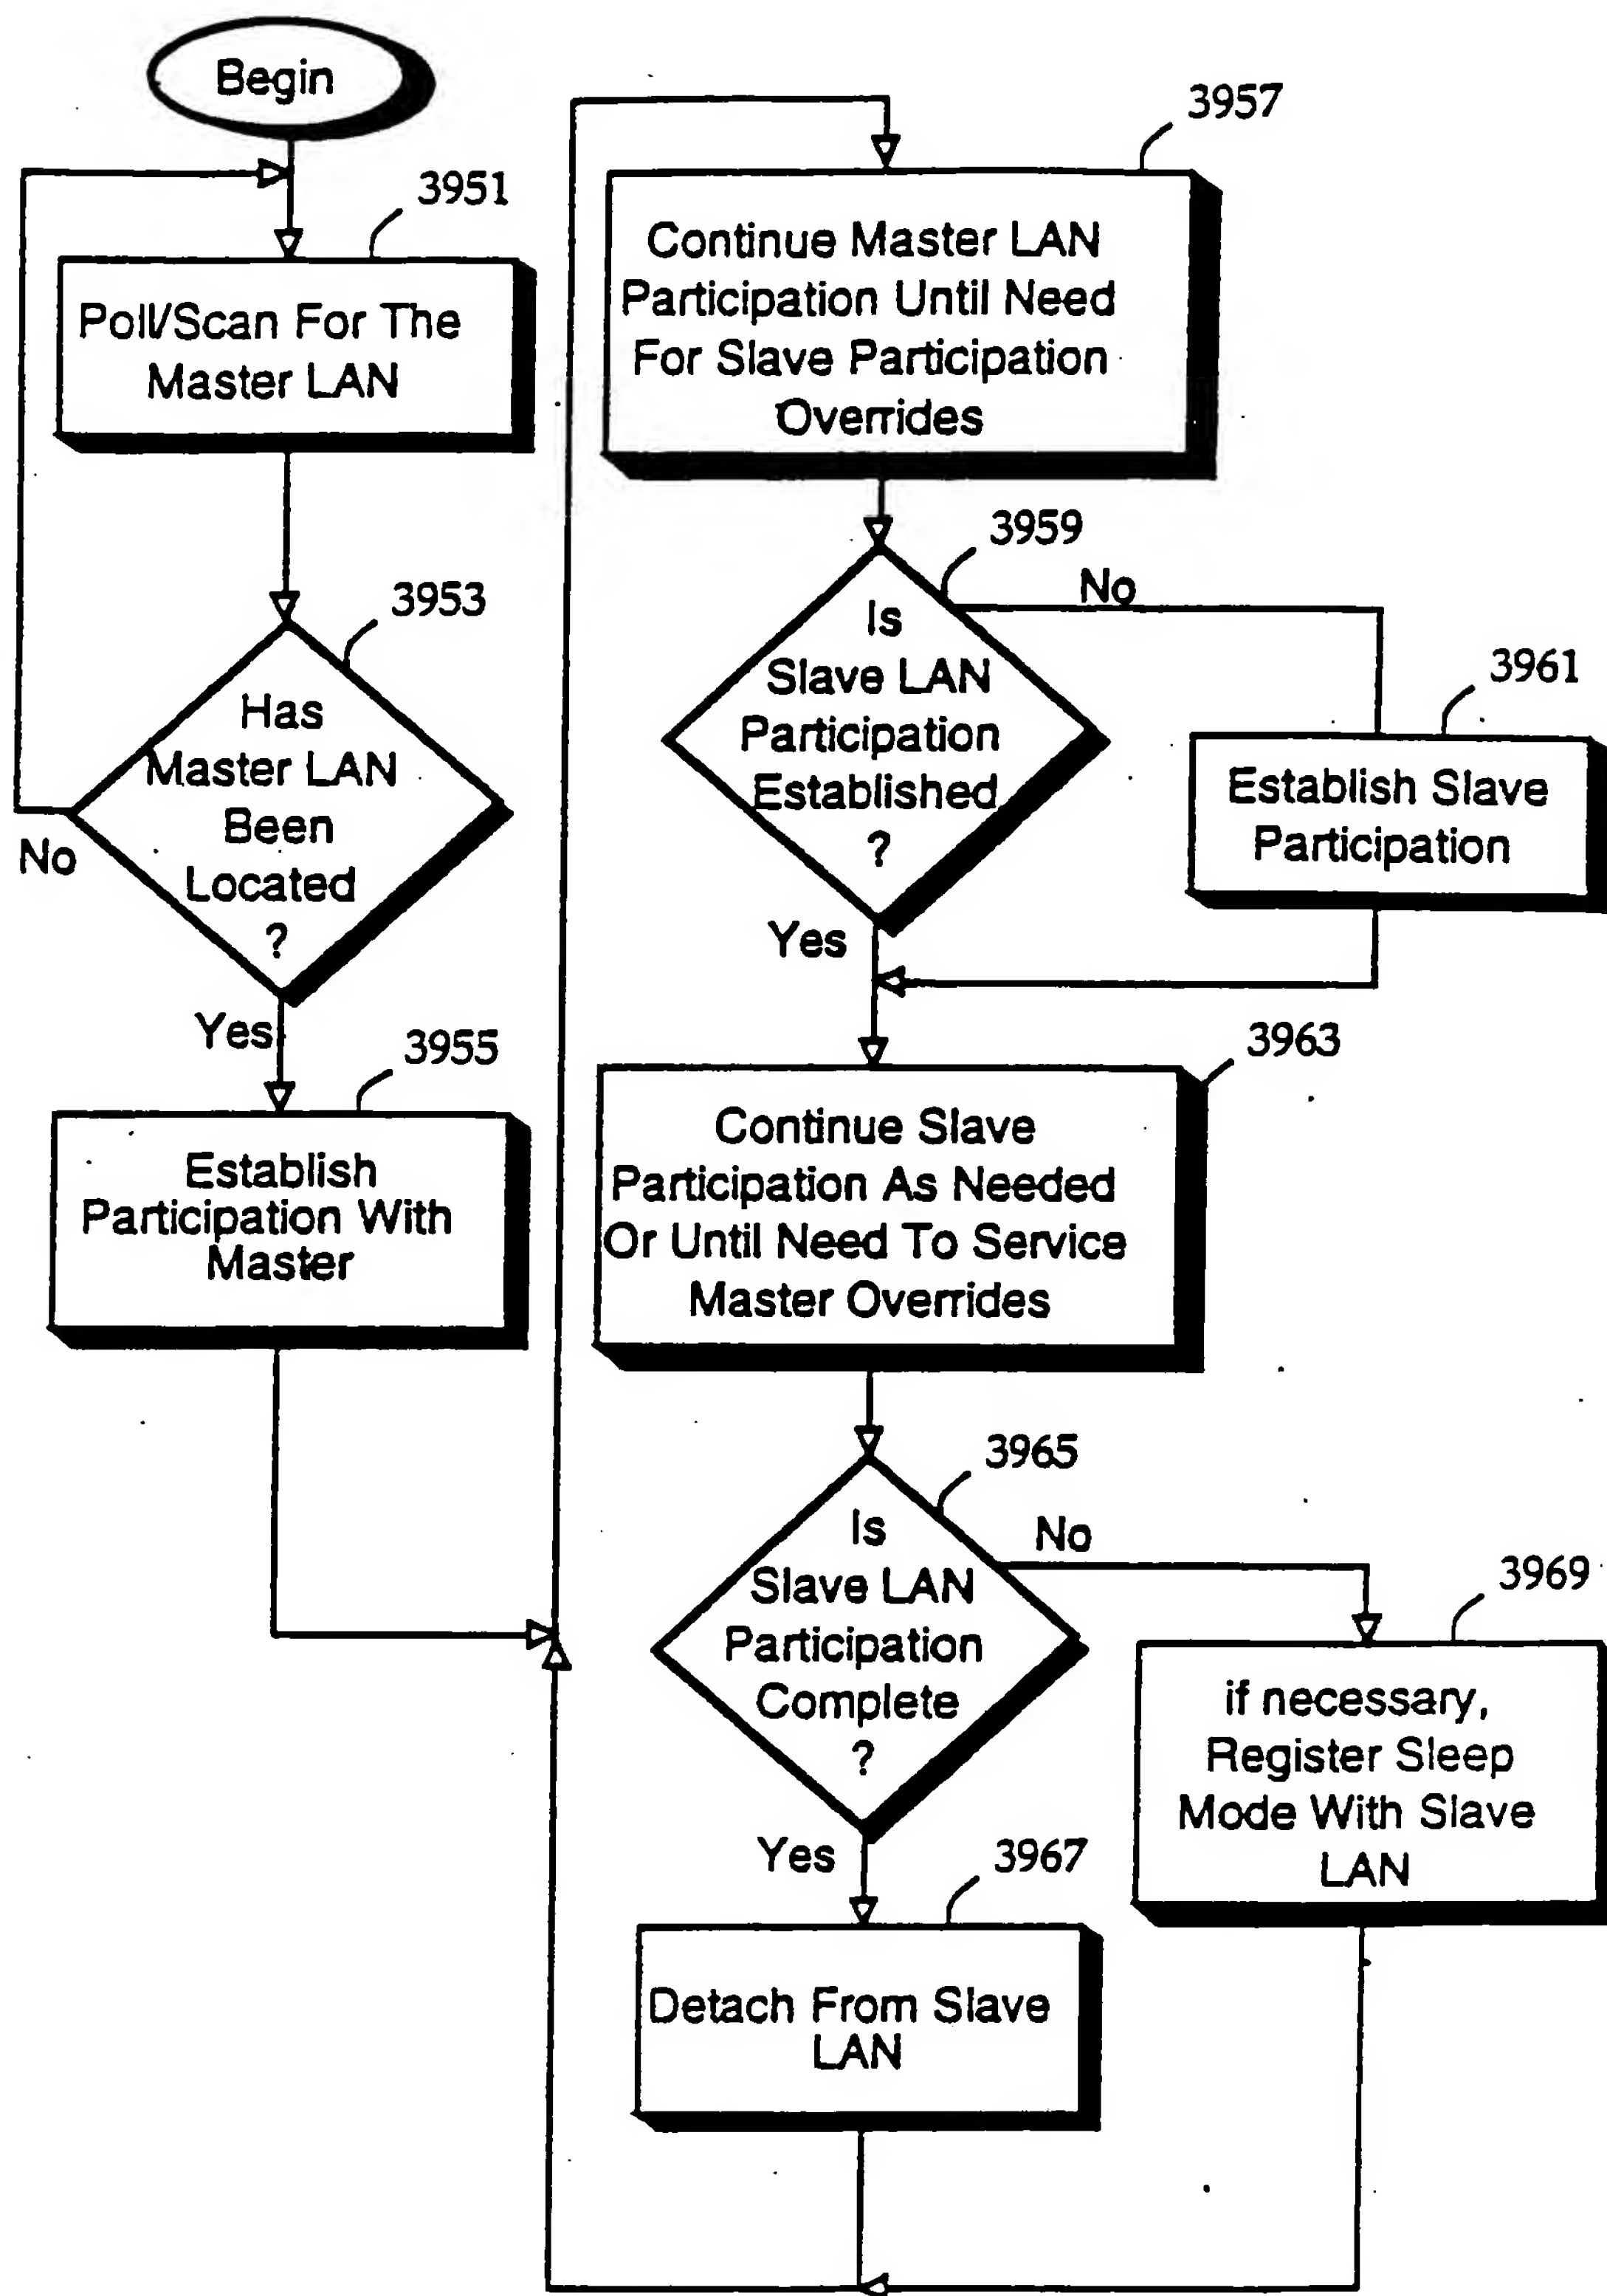 Begin
3951
Poll/Scan For The
Master LAN
3953
Has
Master LAN
Been
Located
?
No
Yes
3955
Establish
Participation With
Master
3957
Continue Master LAN
Participation Until Need
For Slave Participation
Overrides
3959
No
Is
Slave LAN
Participation
Established
?
Yes
3961
Establish Slave
Participation
3963
Continue Slave
Participation As Needed
Or Until Need To Service
Master Overrides
3965
No
Is
Slave LAN
Participation
Complete
?
Yes
3969
if necessary,
Register Sleep
Mode With Slave
LAN
3967
Detach From Slave
LAN